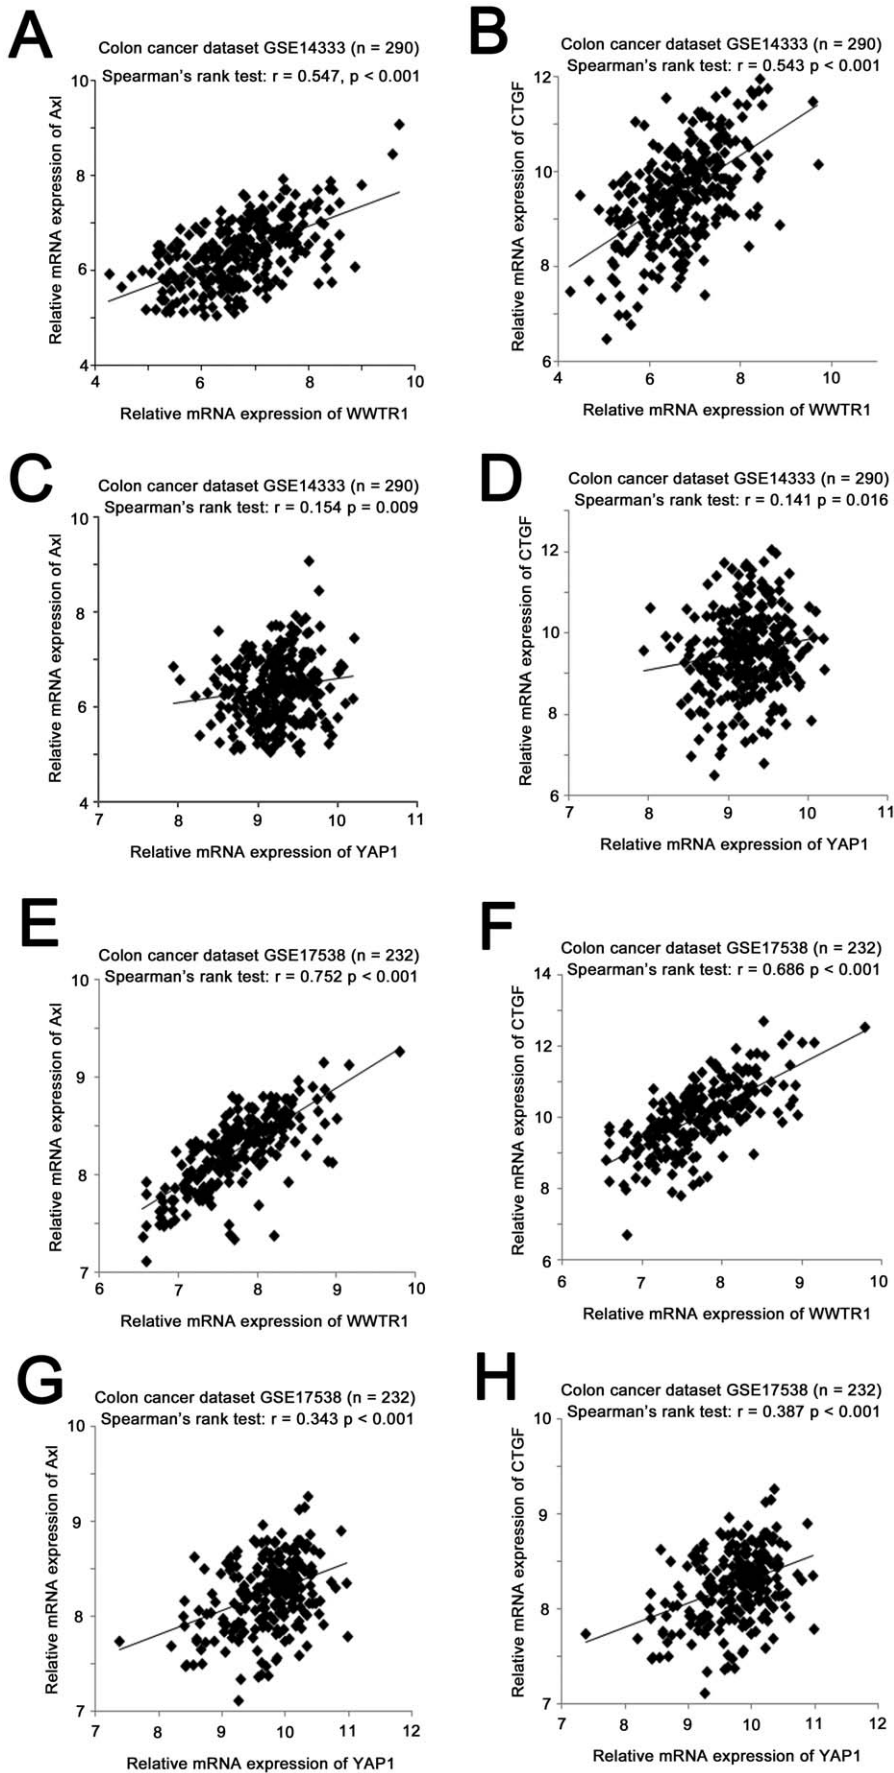 A
Colon cancer dataset GSE14333 (n = 290)
Spearman's rank test: r = 0.547, p < 0.001
Relative mRNA expression of Axl
10
8
6
4
4 6 8 10
Relative mRNA expression of WWTR1
B
Colon cancer dataset GSE14333 (n = 290)
Spearman's rank test: r = 0.543 p < 0.001
Relative mRNA expression of CTGF
12
10
8
6
4 6 8 10
Relative mRNA expression of WWTR1
C
Colon cancer dataset GSE14333 (n = 290)
Spearman's rank test: r = 0.154 p = 0.009
Relative mRNA expression of Axl
10
8
6
4
7 8 9 10 11
Relative mRNA expression of YAP1
D
Colon cancer dataset GSE14333 (n = 290)
Spearman's rank test: r = 0.141 p = 0.016
Relative mRNA expression of CTGF
12
10
8
6
7 8 9 10 11
Relative mRNA expression of YAP1
E
Colon cancer dataset GSE17538 (n = 232)
Spearman's rank test: r = 0.752 p < 0.001
Relative mRNA expression of Axl
10
9
8
7
6 7 8 9 10
Relative mRNA expression of WWTR1
F
Colon cancer dataset GSE17538 (n = 232)
Spearman's rank test: r = 0.686 p < 0.001
Relative mRNA expression of CTGF
14
12
10
8
6
6 7 8 9 10
Relative mRNA expression of WWTR1
G
Colon cancer dataset GSE17538 (n = 232)
Spearman's rank test: r = 0.343 p < 0.001
Relative mRNA expression of Axl
10
9
8
7
7 8 9 10 11 12
Relative mRNA expression of YAP1
H
Colon cancer dataset GSE17538 (n = 232)
Spearman's rank test: r = 0.387 p < 0.001
Relative mRNA expression of CTGF
10
9
8
7
7 8 9 10 11 12
Relative mRNA expression of YAP1